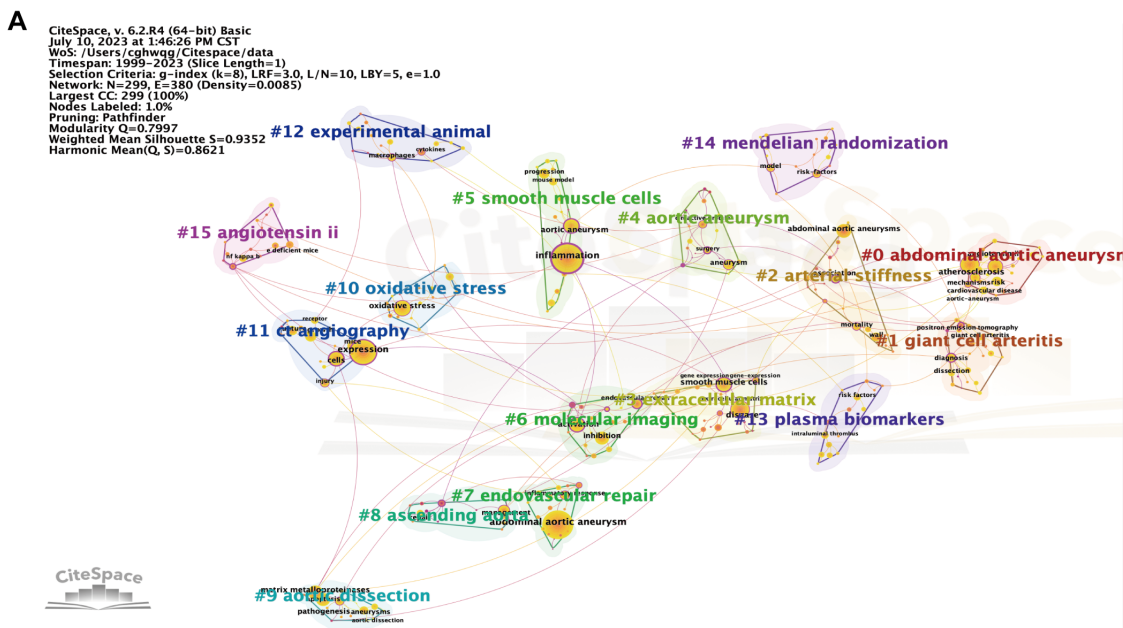 A
CiteSpace, v. 6.2.R4 (64-bit) Basic
July 10, 2023 at 1:46:26 PM CST
WoS: /Users/cghwqg/Citespace/data
Timespan: 1999-2023 (Slice Length=1)
Selection Criteria: g-index (k=8), LRF=3.0, L/N=10, LBY=5, e=1.0
Network: N=299, E=380 (Density=0.0085)
Largest CC: 299 (100%)
Nodes Labeled: 1.0%
Pruning: Pathfinder
Modularity Q=0.7997
Weighted Mean Silhouette S=0.9352
Harmonic Mean(Q, S)=0.8621
#12 experimental animal
macrophages
cytokines
#14 mendelian randomization
model
risk-factors
progression
mouse model
#5 smooth muscle cells
aortic aneurysm
inflammation
#4 aortic aneurysm
surgery
aneurysm
#15 angiotensin ii
nf kappa b
e deficient mice
abdominal aortic aneurysms
#0 abdominal aortic aneurysm
#2 arterial stiffness
association
atherosclerosis
mechanisms
risk
cardiovascular disease
aortic-aneurysm
#10 oxidative stress
oxidative stress
receptor
#11 ct angiography
mice
expression
cells
injury
mortality
wall
positron emission tomography
giant cell arteritis
#1 giant cell arteritis
diagnosis
dissection
gene expression
gene-expression
smooth muscle cells
extracellular matrix
disease
endovascular repair
#6 molecular imaging
activation
inhibition
risk factors
#13 plasma biomarkers
intraluminal thrombus
inflammatory response
#7 endovascular repair
#8 ascending aorta
repair
management
abdominal aortic aneurysm
CiteSpace
matrix metalloproteinases
#9 aortic dissection
pathogenesis
aneurysms
aortic dissection